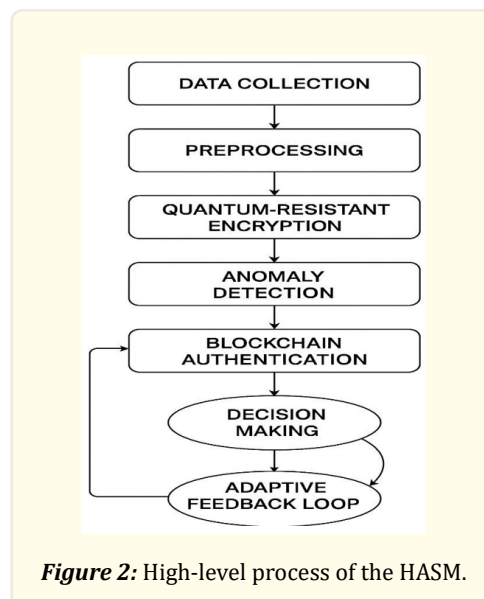 DATA COLLECTION
PREPROCESSING
QUANTUM-RESISTANT
ENCRYPTION
ANOMALY
DETECTION
BLOCKCHAIN
AUTHENTICATION
DECISION
MAKING
ADAPTIVE
FEEDBACK LOOP
Figure 2: High-level process of the HASM.